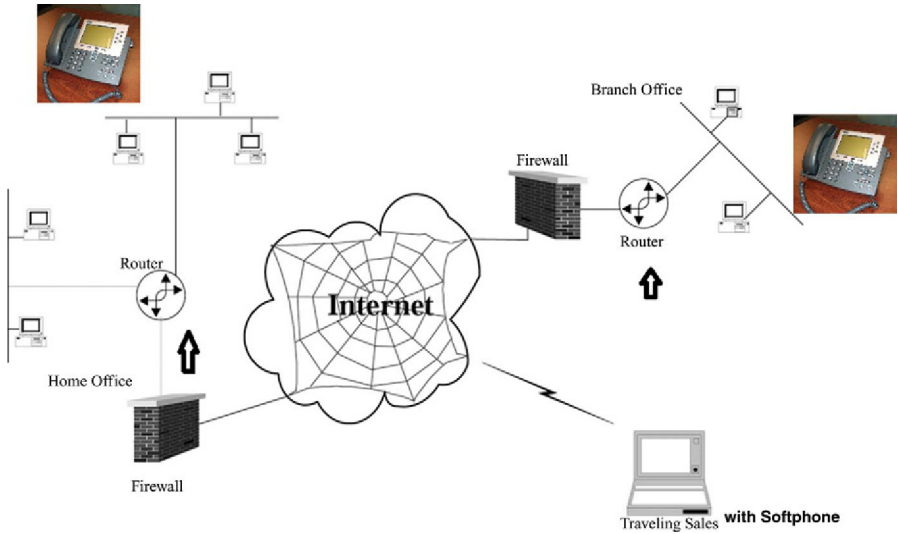 Branch Office
Firewall
Router
Router
Internet
Home Office
Firewall
Traveling Sales with Softphone